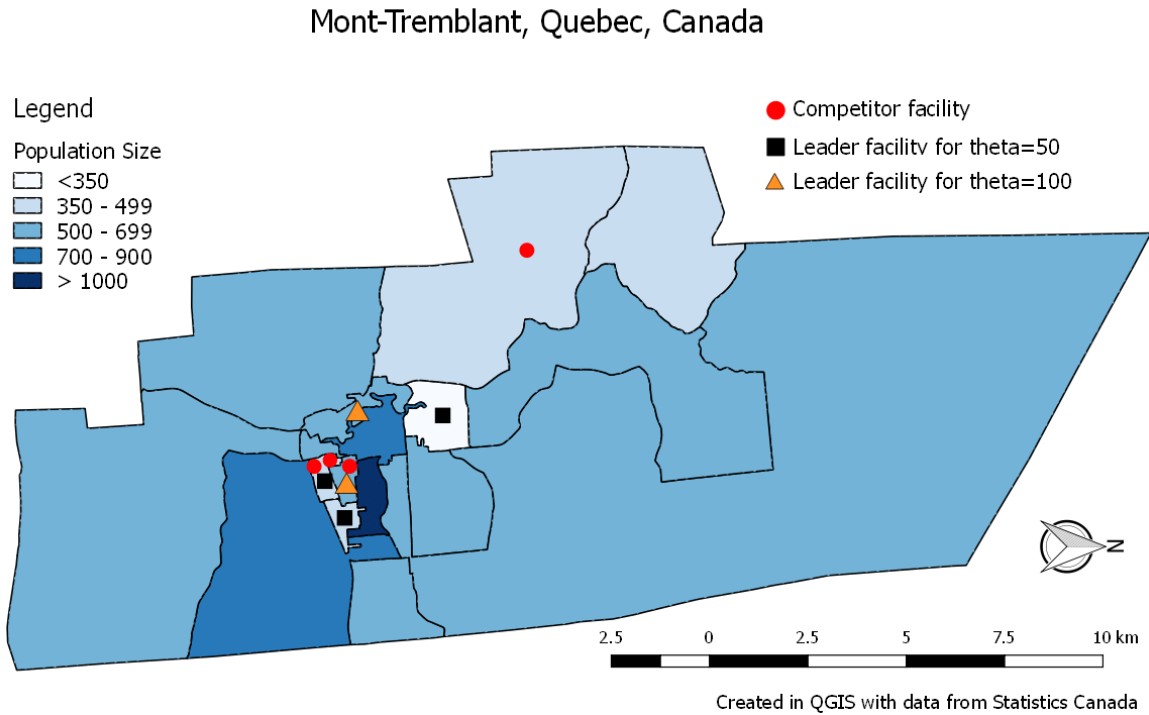 Mont-Tremblant, Quebec, Canada
Legend
Population Size
<350
350 - 499
500 - 699
700 - 900
> 1000
Competitor facility
Leader facility for theta=50
Leader facility for theta=100
N
2.5 0 2.5 5 7.5 10 km
Created in QGIS with data from Statistics Canada